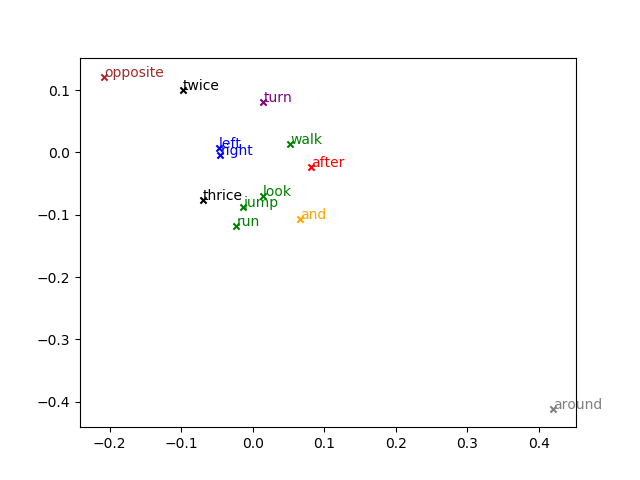 opposite
twice
turn
left
right
walk
after
thrice
look
jump
run
and
around
0.1
0.0
−0.1
−0.2
−0.3
−0.4
−0.2 −0.1 0.0 0.1 0.2 0.3 0.4